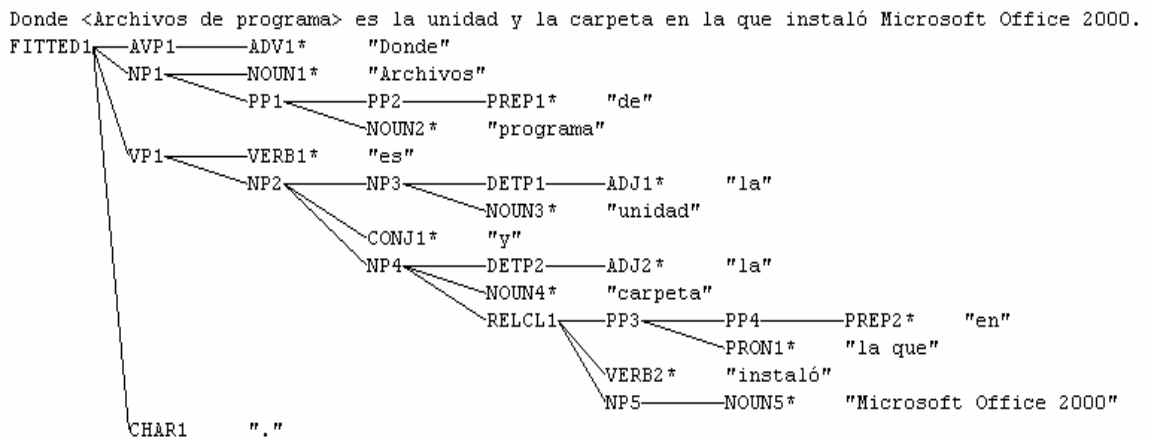 Donde <Archivos de programa> es la unidad y la carpeta en la que instaló Microsoft Office 2000.
FITTED1 AVP1 ADV1* "Donde"
NP1 NOUN1* "Archivos"
PP1 PP2 PREP1* "de"
NOUN2* "programa"
VP1 VERB1* "es"
NP2 NP3 DETP1 ADJ1* "la"
NOUN3* "unidad"
CONJ1* "y"
NP4 DETP2 ADJ2* "la"
NOUN4* "carpeta"
RELCL1 PP3 PP4 PREP2* "en"
PRON1* "la que"
VERB2* "instaló"
NP5 NOUN5* "Microsoft Office 2000"
CHAR1 "."